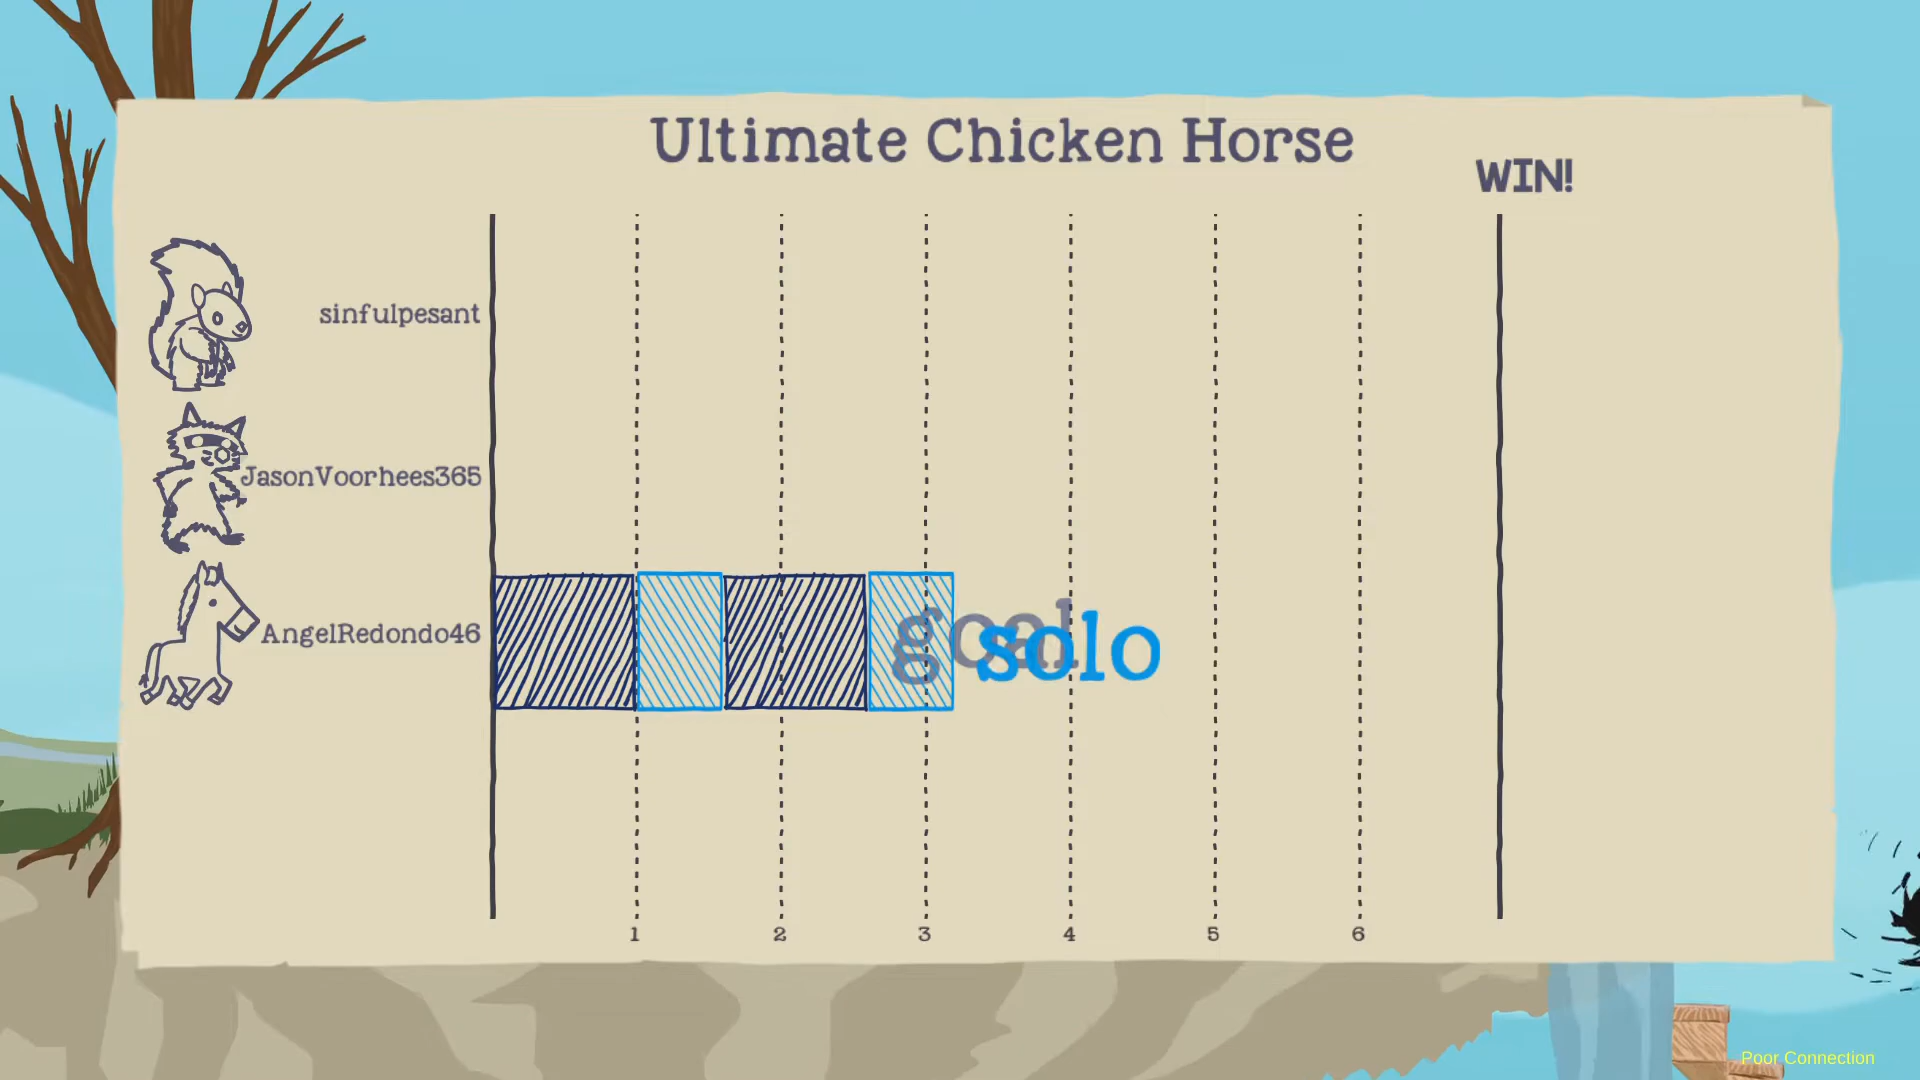 Ultimate Chicken Horse
WIN!
sinfulpesant
JasonVoorhees365
AngelRedondo46
goal
solo
1 2 3 4 5 6
Poor Connection